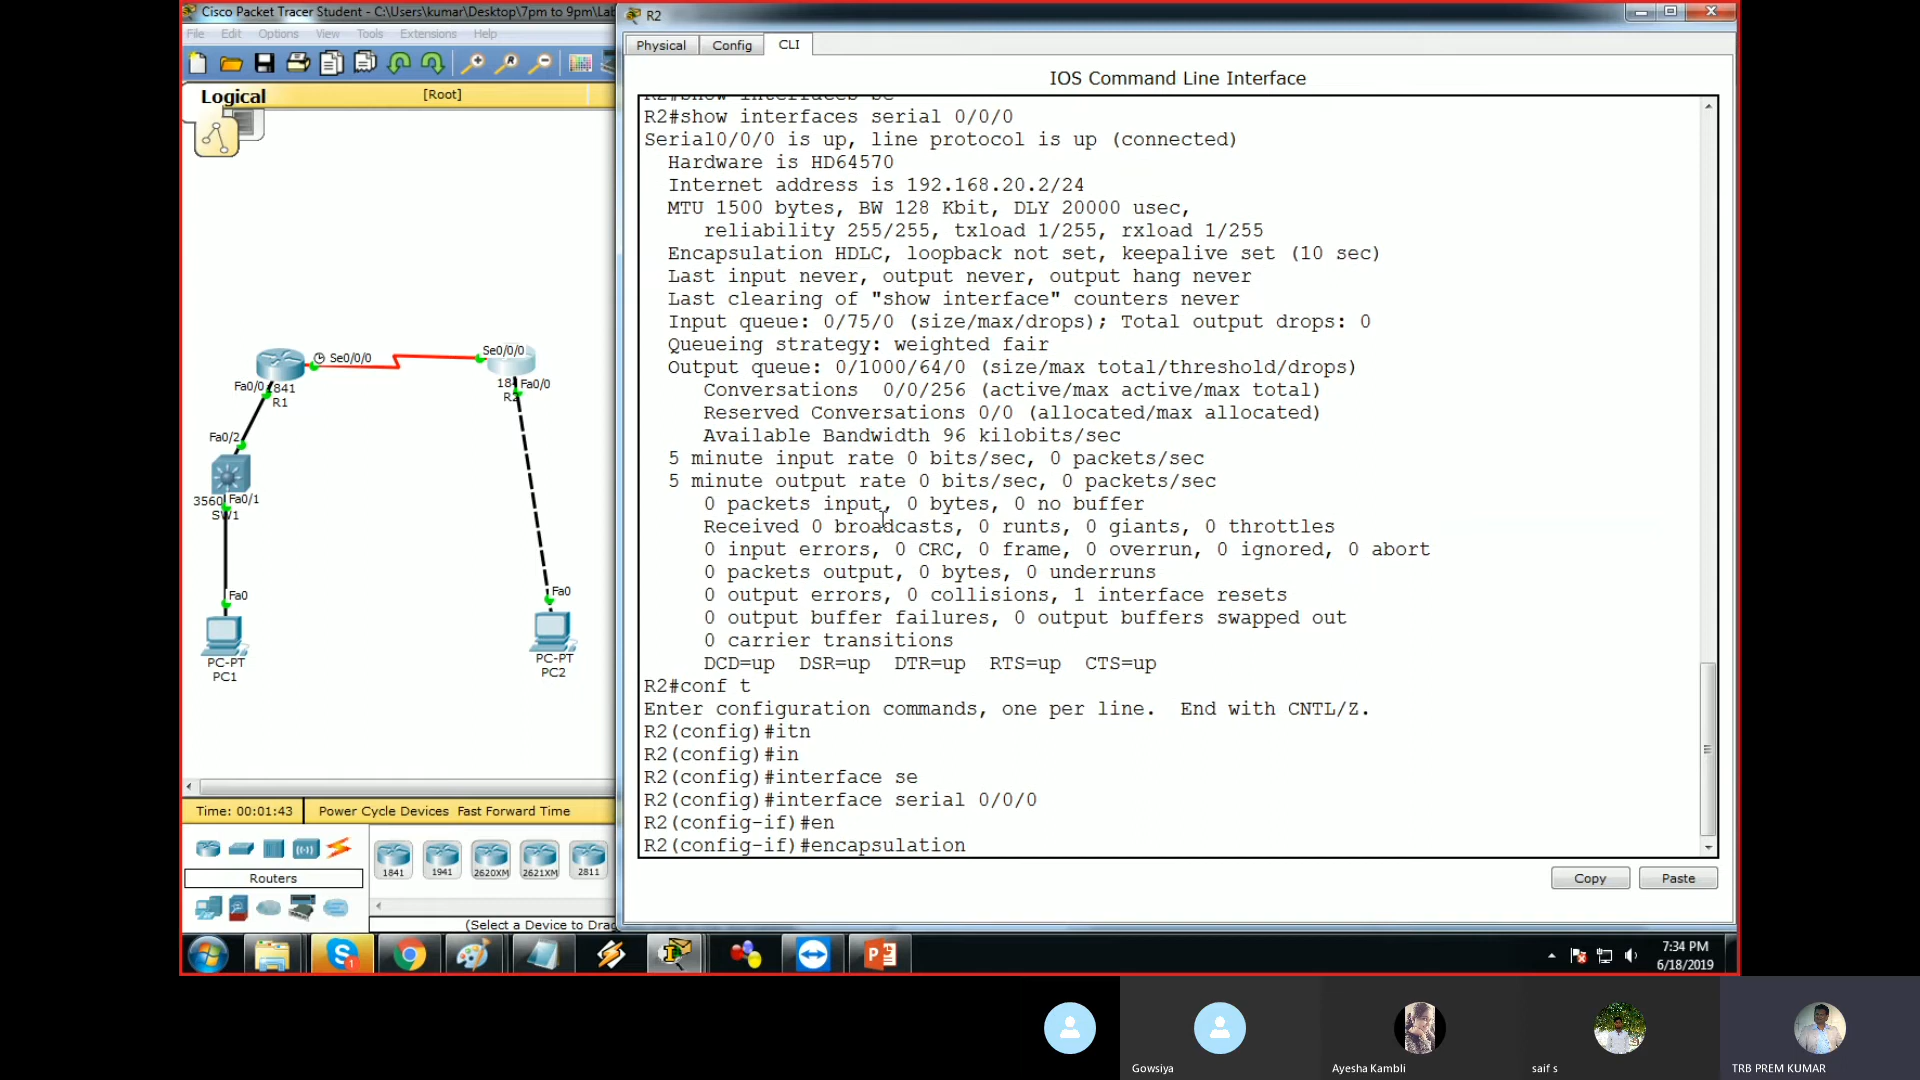 Cisco Packet Tracer Student - C:\Users\kumar\Desktop\7pm to 9pm\Lab
File Edit Options View Tools Extensions Help
Logical
[Root]
Se0/0/0
Se0/0/0
Fa0/0
1841
R1
Fa0/0
R2
Fa0/2
Fa0/1
SW1
Fa0
PC-PT
PC1
Fa0
PC-PT
PC2
Time: 00:01:43
Power Cycle Devices Fast Forward Time
Routers
1841
1941
2620XM
2621XM
2811
R2
Physical
Config
CLI
IOS Command Line Interface
R2#show interfaces se
R2#show interfaces serial 0/0/0
Serial0/0/0 is up, line protocol is up (connected)
Hardware is HD64570
Internet address is 192.168.20.2/24
MTU 1500 bytes, BW 128 Kbit, DLY 20000 usec,
reliability 255/255, txload 1/255, rxload 1/255
Encapsulation HDLC, loopback not set, keepalive set (10 sec)
Last input never, output never, output hang never
Last clearing of "show interface" counters never
Input queue: 0/75/0 (size/max/drops); Total output drops: 0
Queueing strategy: weighted fair
Output queue: 0/1000/64/0 (size/max total/threshold/drops)
Conversations 0/0/256 (active/max active/max total)
Reserved Conversations 0/0 (allocated/max allocated)
Available Bandwidth 96 kilobits/sec
5 minute input rate 0 bits/sec, 0 packets/sec
5 minute output rate 0 bits/sec, 0 packets/sec
0 packets input, 0 bytes, 0 no buffer
Received 0 broadcasts, 0 runts, 0 giants, 0 throttles
0 input errors, 0 CRC, 0 frame, 0 overrun, 0 ignored, 0 abort
0 packets output, 0 bytes, 0 underruns
0 output errors, 0 collisions, 1 interface resets
0 output buffer failures, 0 output buffers swapped out
0 carrier transitions
DCD=up DSR=up DTR=up RTS=up CTS=up
R2#conf t
Enter configuration commands, one per line. End with CNTL/Z.
R2(config)#itn
R2(config)#in
R2(config)#interface se
R2(config)#interface serial 0/0/0
R2(config-if)#en
R2(config-if)#encapsulation
Copy
Paste
7:34 PM
6/18/2019
Gowsiya
Ayesha Kambli
saif s
TRB PREM KUMAR